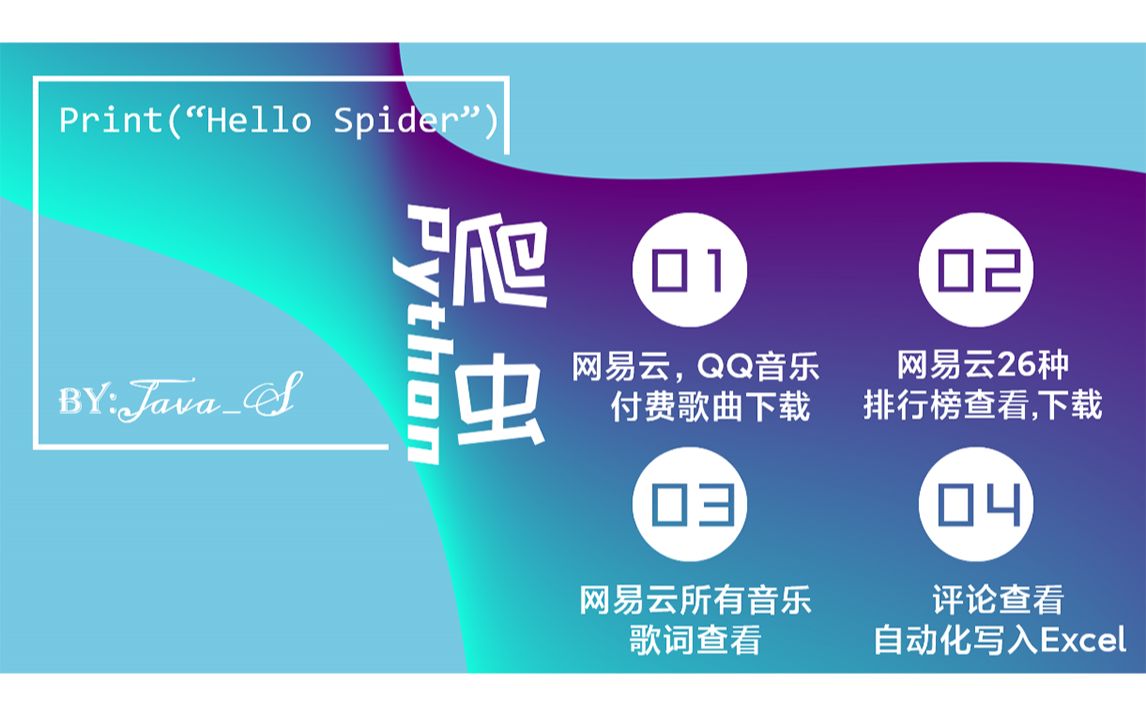 Print(“Hello Spider”)
Python
爬虫
BY:Java_S
01
网易云，QQ音乐
付费歌曲下载
02
网易云26种
排行榜查看,下载
03
网易云所有音乐
歌词查看
04
评论查看
自动化写入Excel